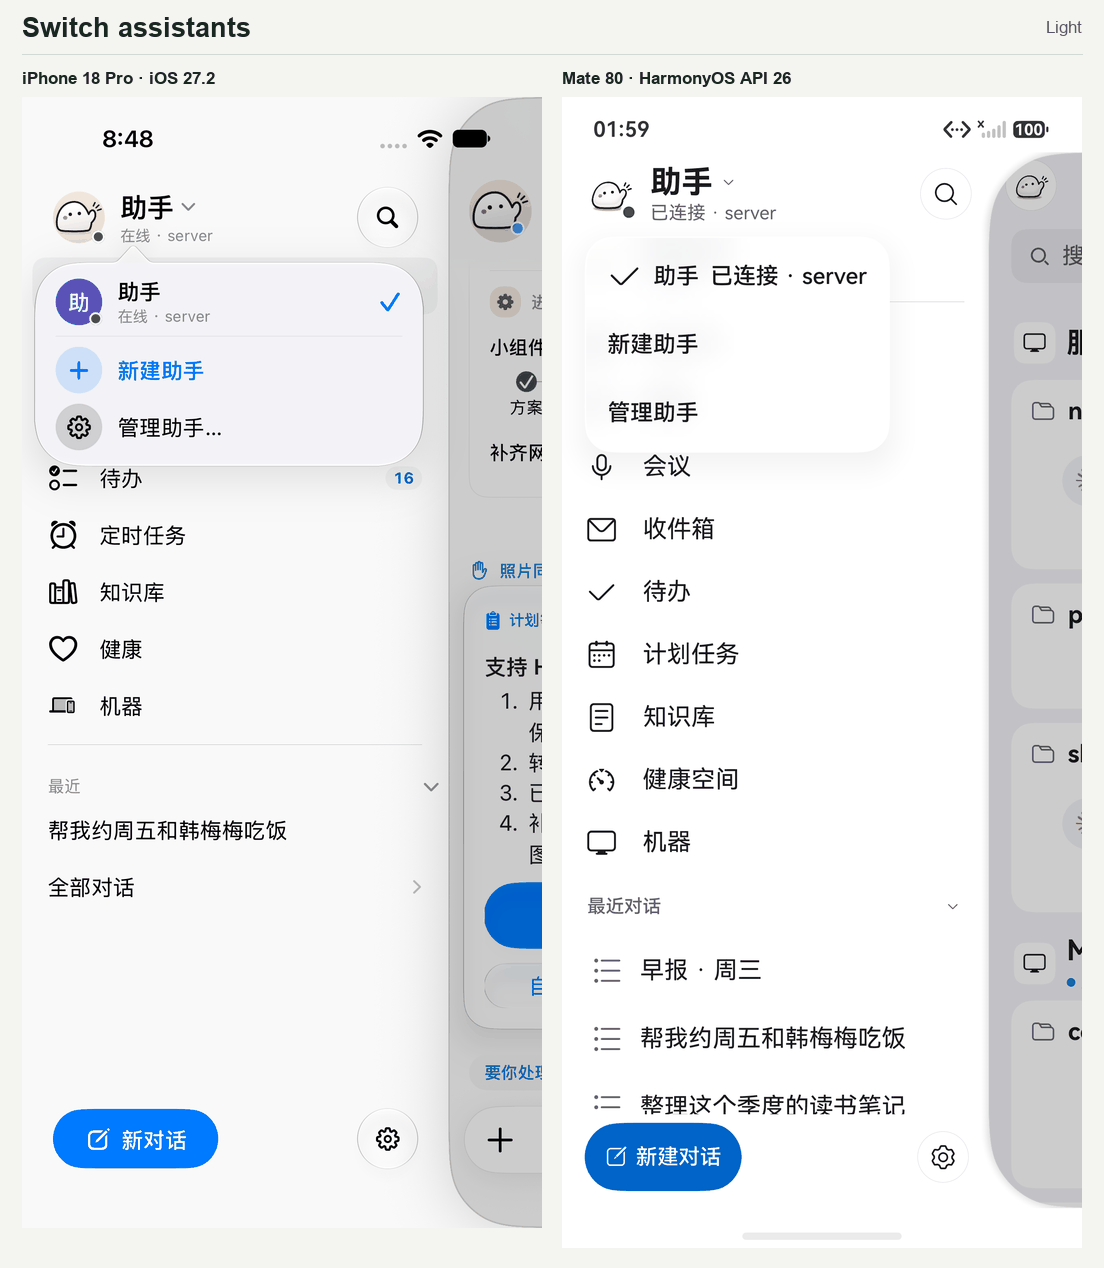 Switch assistants
Light
iPhone 18 Pro · iOS 27.2
8:48
助手
在线 · server
助
助手
在线 · server
新建助手
管理助手...
待办
16
定时任务
知识库
健康
机器
最近
帮我约周五和韩梅梅吃饭
全部对话
新对话
小组件
方案
补齐网
照片同
计划
支持 H
1. 用
保
2. 转
3. 已
4. 补
图
自
要你处理
Mate 80 · HarmonyOS API 26
01:59
100
助手
已连接 · server
助手 已连接 · server
新建助手
管理助手
会议
收件箱
待办
计划任务
知识库
健康空间
机器
最近对话
早报 · 周三
帮我约周五和韩梅梅吃饭
整理这个季度的读书笔记
新建对话
搜
n
p
sl
M